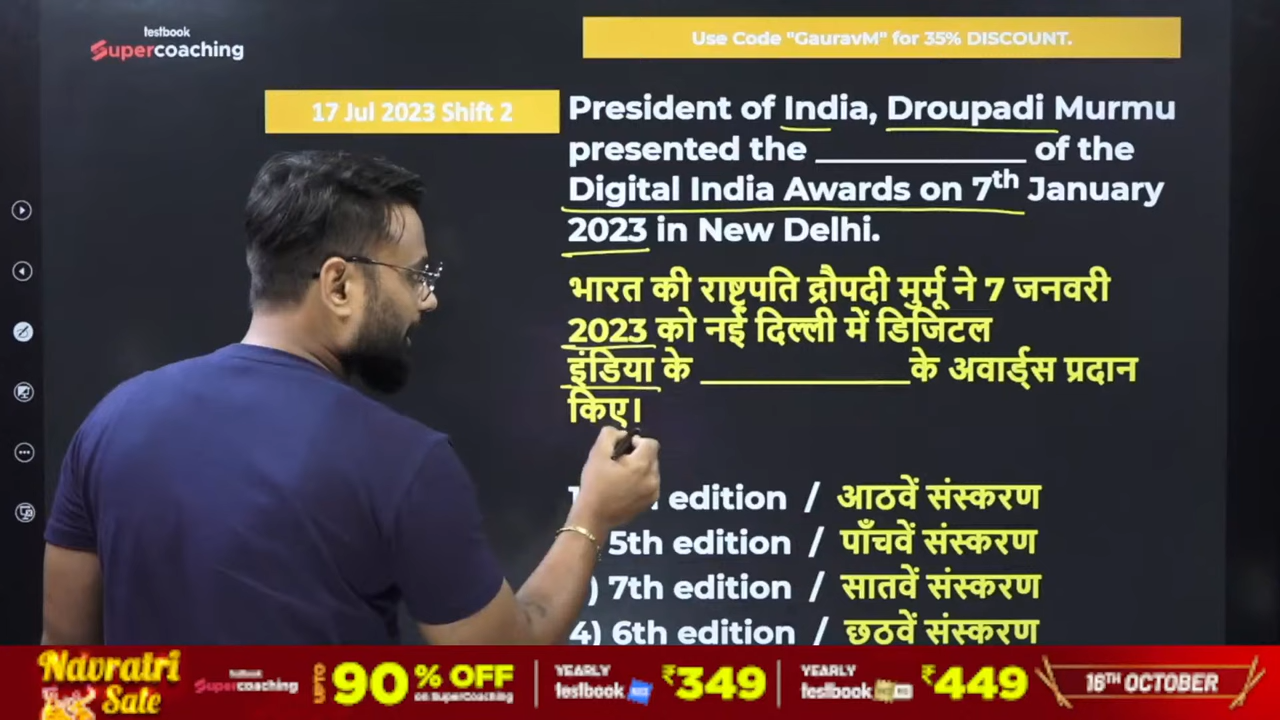 testbook
Supercoaching
Use Code "GauravM" for 35% DISCOUNT.
17 Jul 2023 Shift 2
President of India, Droupadi Murmu
presented the ____________ of the
Digital India Awards on 7th January
2023 in New Delhi.
भारत की राष्ट्रपति द्रौपदी मुर्मू ने 7 जनवरी
2023 को नई दिल्ली में डिजिटल
इंडिया के ____________के अवार्ड्स प्रदान
किए।
edition / आठवें संस्करण
5th edition / पाँचवें संस्करण
) 7th edition / सातवें संस्करण
4) 6th edition / छठवें संस्करण
Navratri
Sale
testbook
Supercoaching
UPTO 90% OFF
on SuperCoaching
YEARLY
testbook
₹349
YEARLY
testbook
₹449
16TH OCTOBER